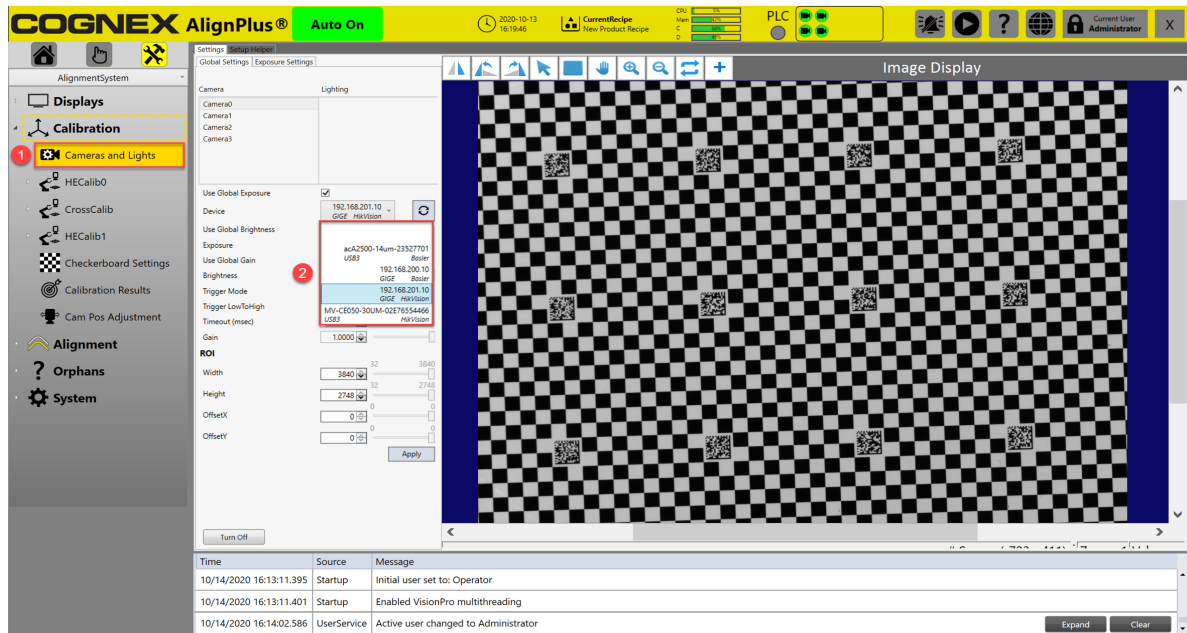 COGNEX AlignPlus®
Auto On
2020-10-13
16:19:46
CurrentRecipe
New Product Recipe
CPU
5%
Mem
C
D
PLC
?
Current User
Administrator
X
AlignmentSystem
Displays
Calibration
1
Cameras and Lights
HECalib0
CrossCalib
HECalib1
Checkerboard Settings
Calibration Results
Cam Pos Adjustment
Alignment
? Orphans
System
Settings Setup Helper
Global Settings Exposure Settings
Camera Lighting
Camera0
Camera1
Camera2
Camera3
Use Global Exposure
Device
192.168.201.10
GIGE HikVision
Use Global Brightness
Exposure
Use Global Gain
Brightness
Trigger Mode
Trigger LowToHigh
Timeout (msec)
2
acA2500-14um-23527701
USB3 Basler
192.168.200.10
GIGE Basler
192.168.201.10
GIGE HikVision
MV-CE050-30UM-02E76554466
USB3 HikVision
Gain 1.0000
ROI
32 3840
Width 3840
32 2748
Height 2748
0 0
OffsetX 0
0 0
OffsetY 0
Apply
Turn Off
Image Display
Time Source Message
10/14/2020 16:13:11.395 Startup Initial user set to: Operator
10/14/2020 16:13:11.401 Startup Enabled VisionPro multithreading
10/14/2020 16:14:02.586 UserService Active user changed to Administrator
Expand Clear